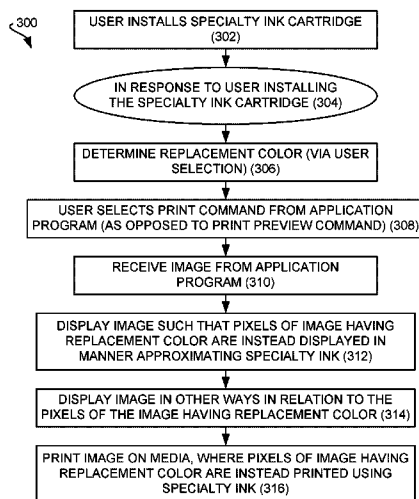 300
USER INSTALLS SPECIALTY INK CARTRIDGE
(302)
IN RESPONSE TO USER INSTALLING
THE SPECIALTY INK CARTRIDGE (304)
DETERMINE REPLACEMENT COLOR (VIA
USER SELECTION) (306)
USER SELECTS PRINT COMMAND FROM APPLICATION
PROGRAM (AS OPPOSED TO PRINT PREVIEW COMMAND) (308)
RECEIVE IMAGE FROM APPLICATION
PROGRAM (310)
DISPLAY IMAGE SUCH THAT PIXELS OF IMAGE HAVING
REPLACEMENT COLOR ARE INSTEAD DISPLAYED IN
MANNER APPROXIMATING SPECIALTY INK (312)
DISPLAY IMAGE IN OTHER WAYS IN RELATION TO THE
PIXELS OF THE IMAGE HAVING REPLACEMENT COLOR (314)
PRINT IMAGE ON MEDIA, WHERE PIXELS OF IMAGE HAVING
REPLACEMENT COLOR ARE INSTEAD PRINTED USING
SPECIALTY INK (316)